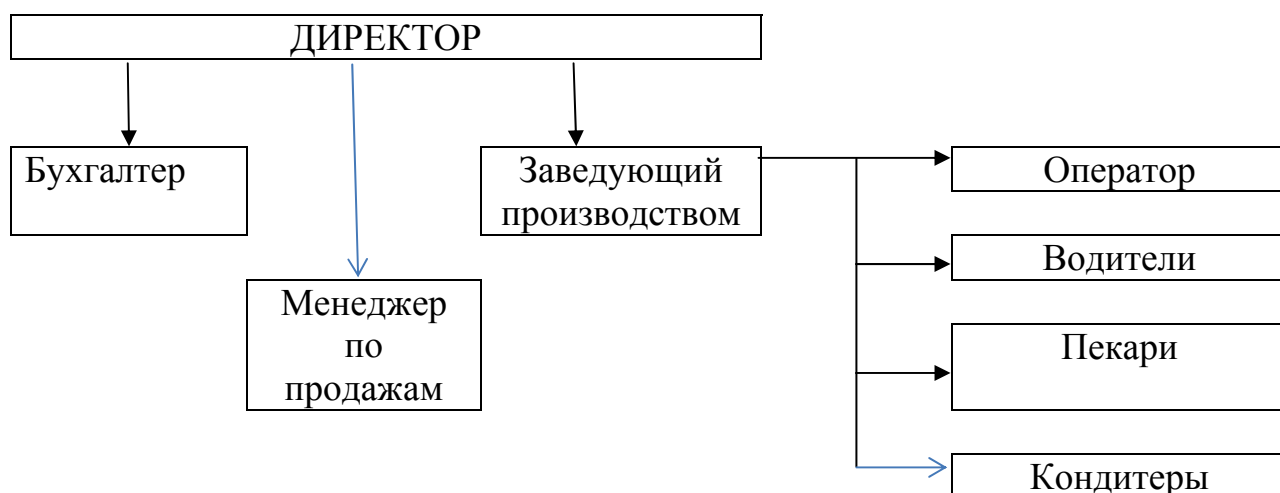 ДИРЕКТОР
Бухгалтер
Заведующий
производством
Менеджер
по
продажам
Оператор
Водители
Пекари
Кондитеры